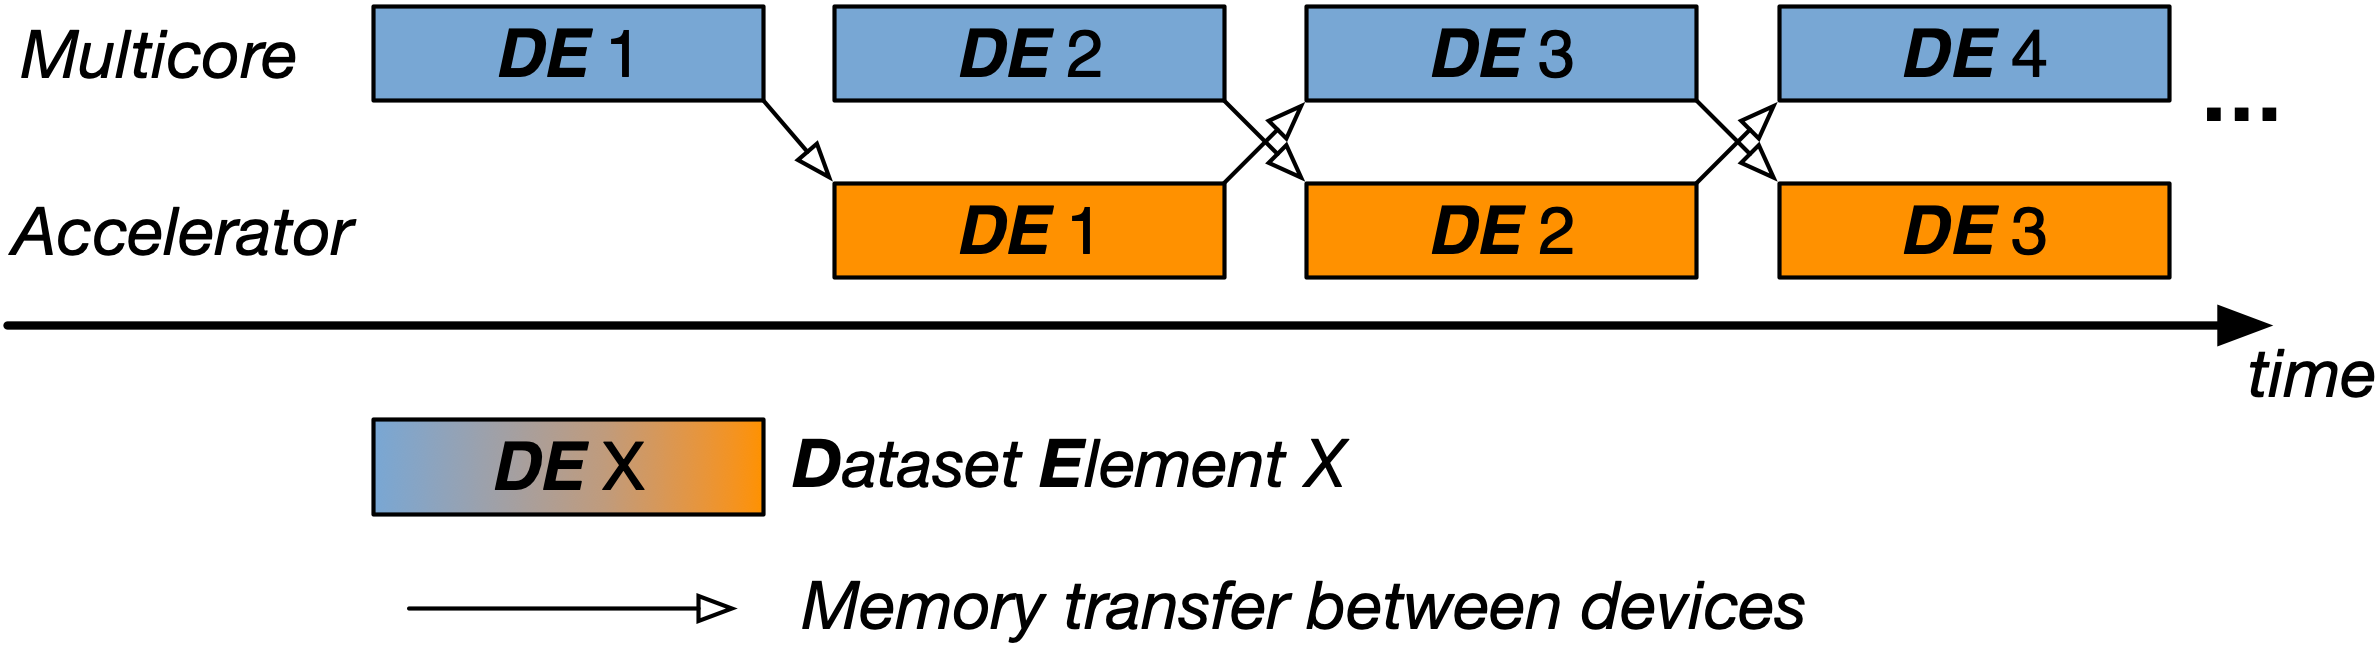 Multicore DE 1 DE 2 DE 3 DE 4 ...
Accelerator DE 1 DE 2 DE 3
time
DE X Dataset Element X
Memory transfer between devices